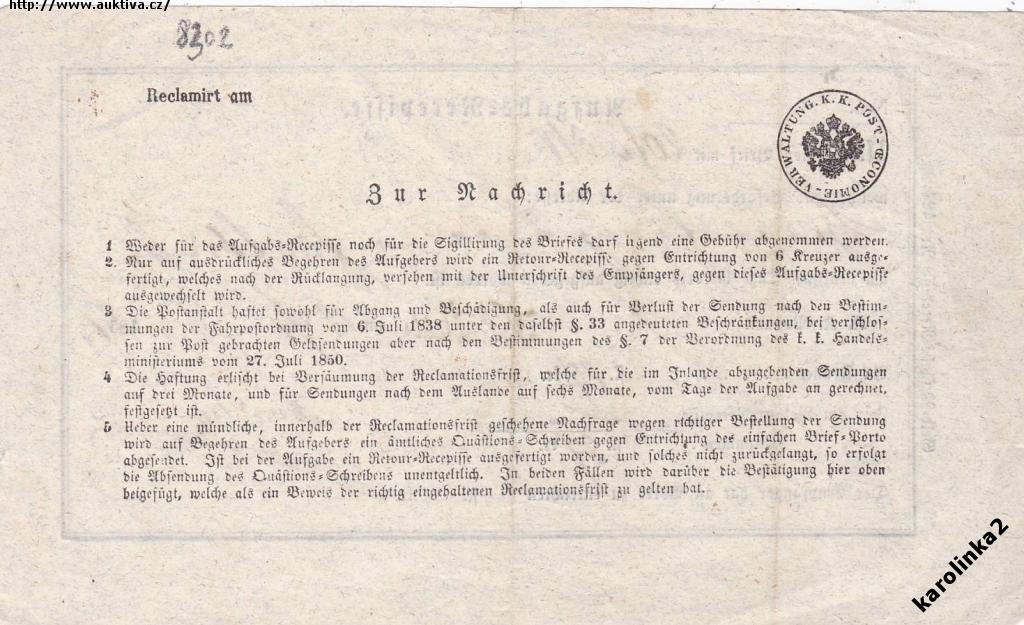 http://www.auktiva.cz/
8302
Reclamirt am
VERWALTUNG. K. K. POST-ŒCONOMIE-
Zur Nachricht.
1 Weder für das Aufgabs-Recepisse noch für die Sigillirung des Briefes darf irgend eine Gebühr abgenommen werden.
2. Nur auf ausdrückliches Begehren des Aufgebers wird ein Retour-Recepisse gegen Entrichtung von 6 Kreuzer ausge-
fertigt, welches nach der Rücklangung, versehen mit der Unterschrift des Empfängers, gegen dieses Aufgabs-Recepisse
ausgewechselt wird.
3 Die Postanstalt haftet sowohl für Abgang und Beschädigung, als auch für Verlust der Sendung nach den Bestim-
mungen der Fahrpostordnung vom 6. Juli 1838 unter den daselbst §. 33 angedeuteten Beschränkungen, bei verschlos-
sen zur Post gebrachten Geldsendungen aber nach den Bestimmungen des §. 7 der Verordnung des k. k. Handels-
ministeriums vom 27. Juli 1850.
4 Die Haftung erlischt bei Versäumung der Reclamationsfrist, welche für die im Inlande abzugebenden Sendungen
auf drei Monate, und für Sendungen nach dem Auslande auf sechs Monate, vom Tage der Aufgabe an gerechnet,
festgesetzt ist.
5 Ueber eine mündliche, innerhalb der Reclamationsfrist geschehene Nachfrage wegen richtiger Bestellung der Sendung
wird auf Begehren des Aufgebers ein ämtliches Quästions-Schreiben gegen Entrichtung des einfachen Brief-Porto
abgesendet. Ist bei der Aufgabe ein Retour-Recepisse ausgefertigt worden, und solches nicht zurückgelangt, so erfolgt
die Absendung des Quästions-Schreibens unentgeltlich. In beiden Fällen wird darüber die Bestätigung hier oben
beigefügt, welche als ein Beweis der richtig eingehaltenen Reclamationsfrist zu gelten hat.
karolinka2